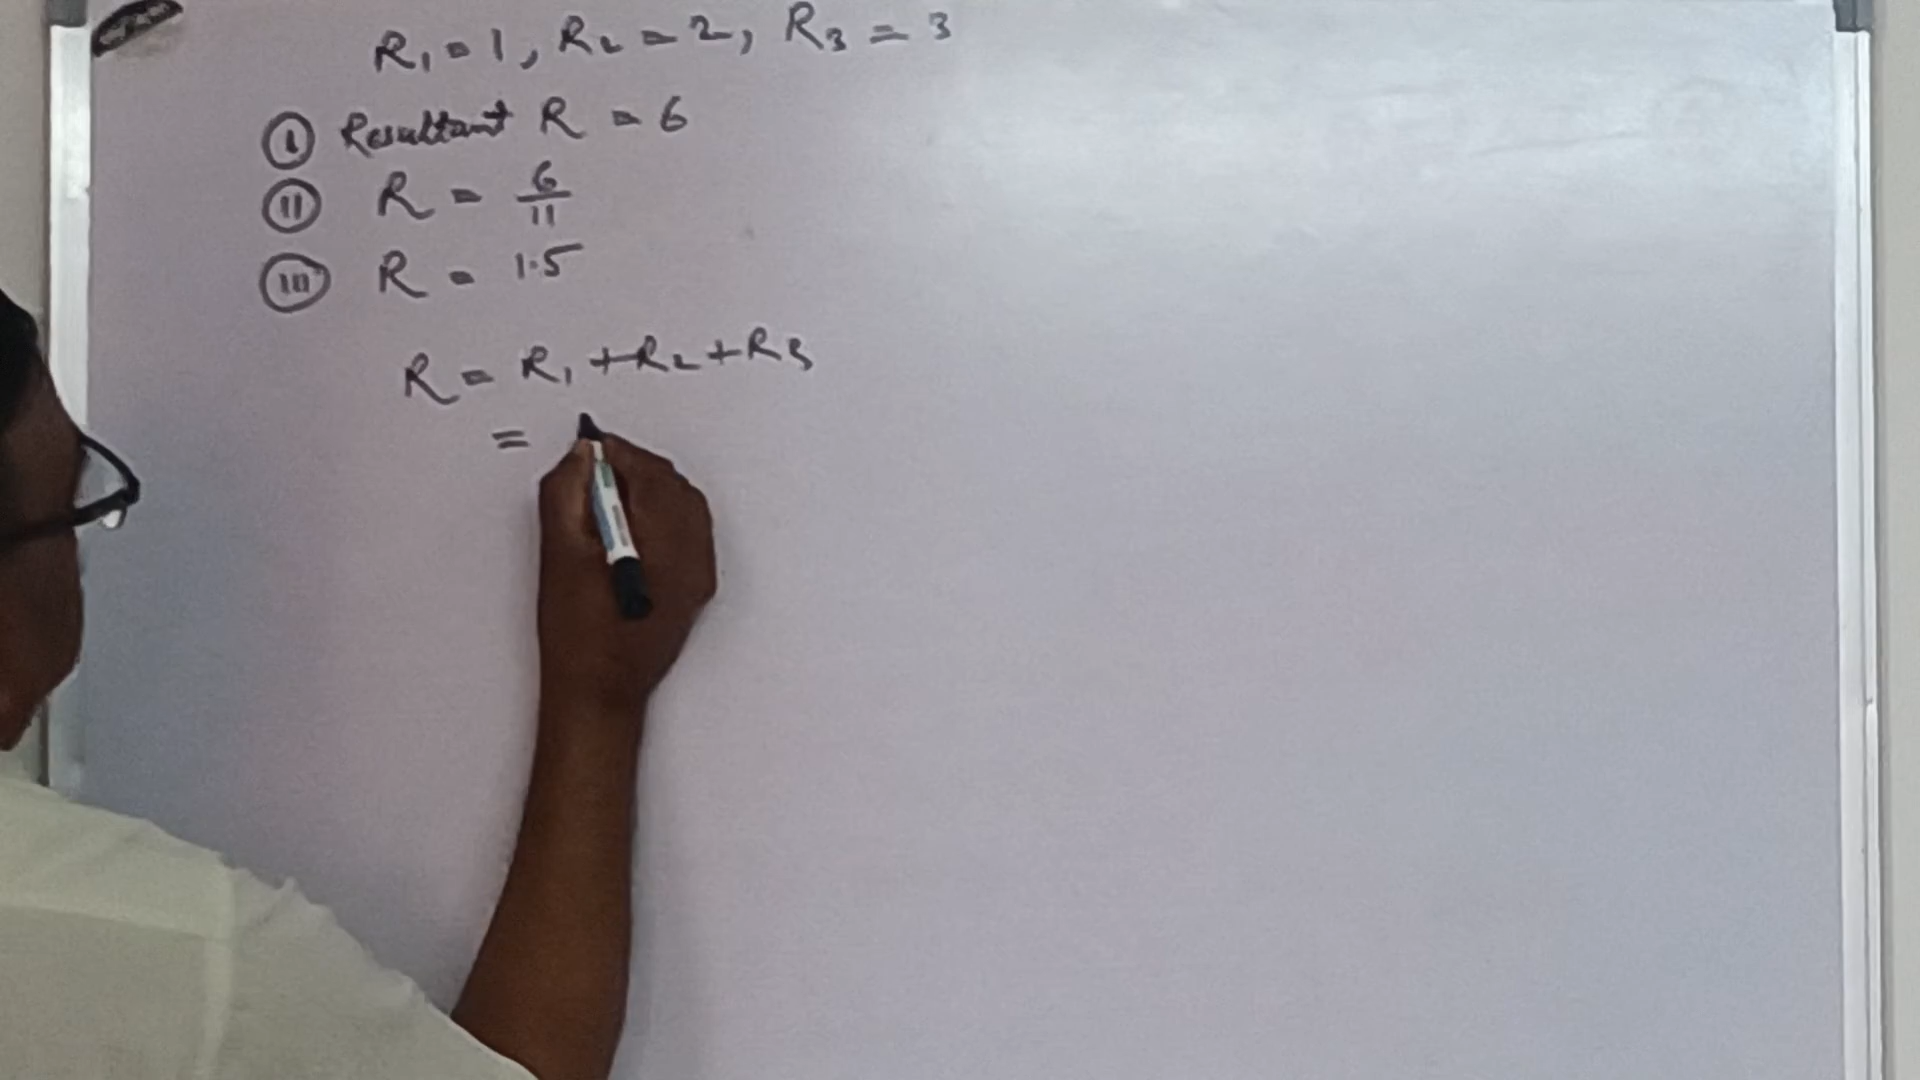 R₁ = 1, R₂ = 2, R₃ = 3
(i) Resultant R = 6
(ii) R = 6/11
(iii) R = 1.5
R = R₁ + R₂ + R₃
=